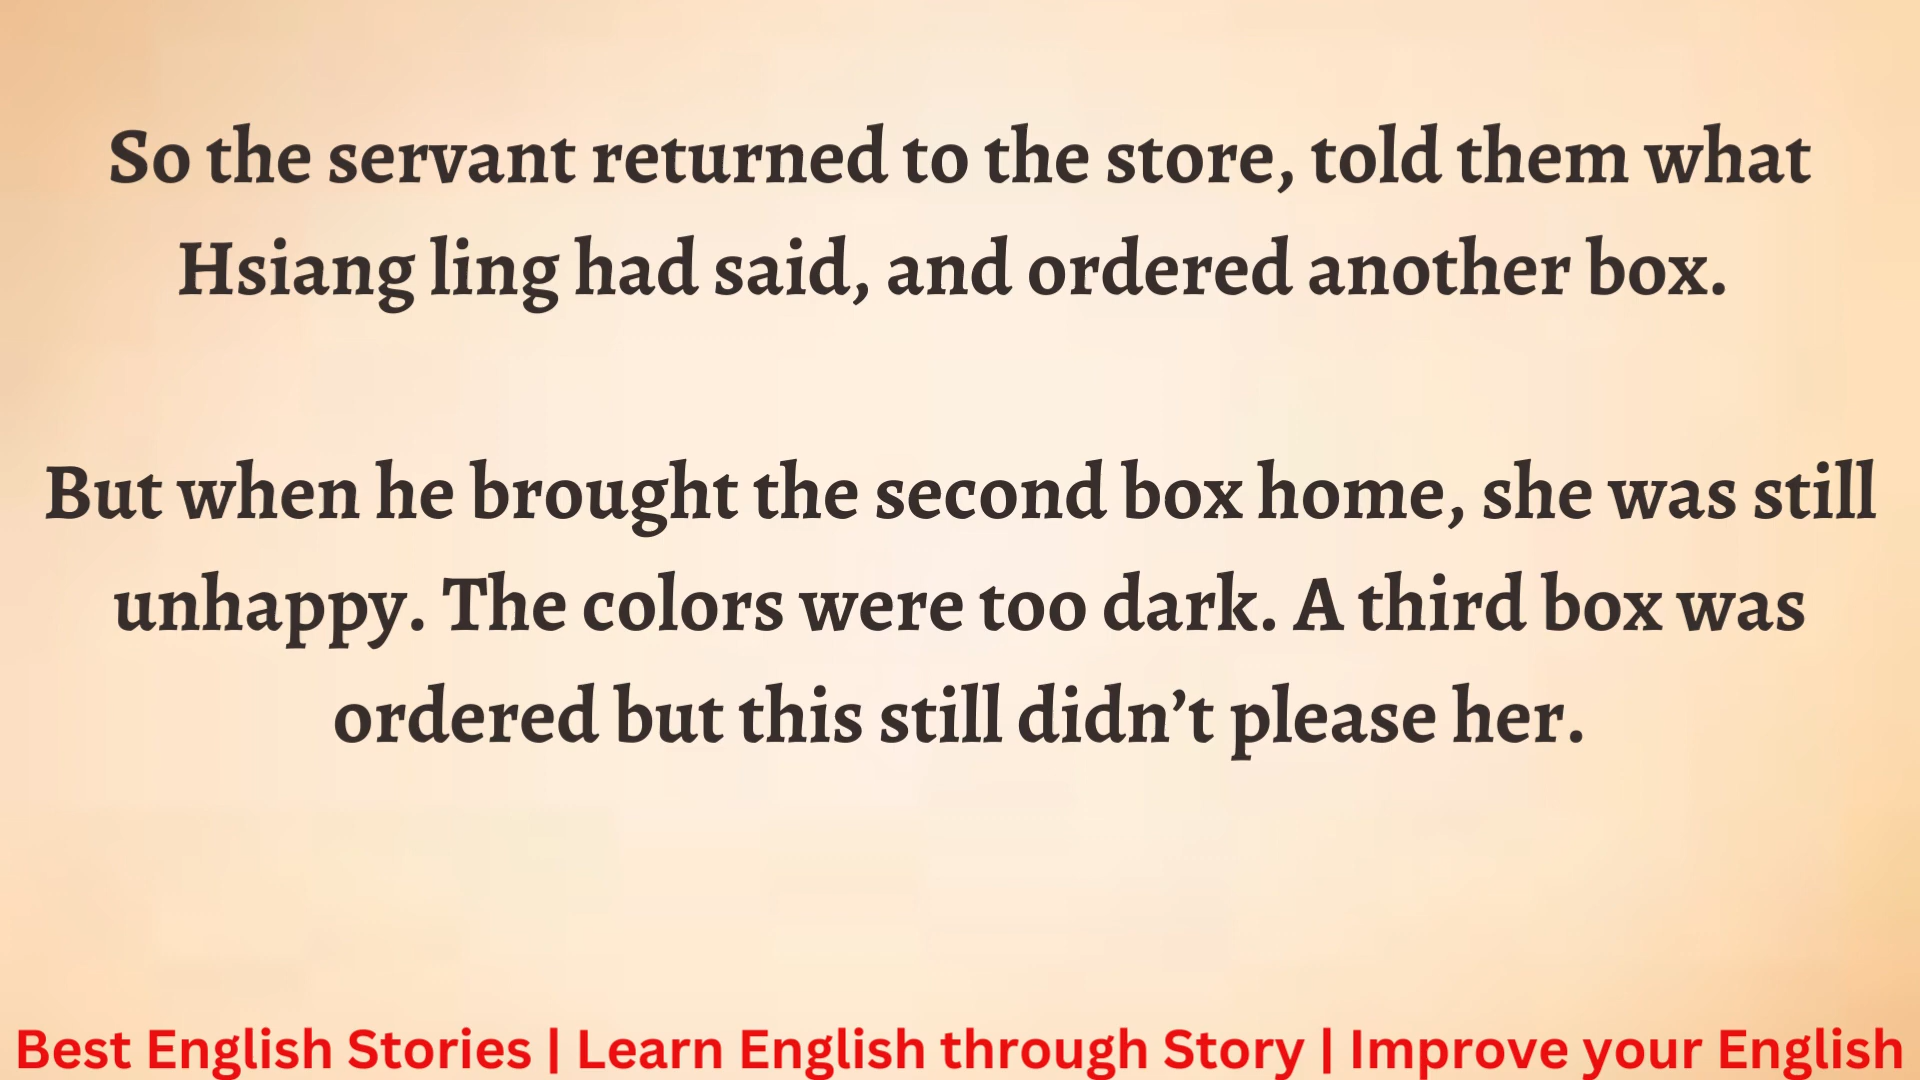 So the servant returned to the store, told them what
Hsiang ling had said, and ordered another box.
But when he brought the second box home, she was still
unhappy. The colors were too dark. A third box was
ordered but this still didn’t please her.
Best English Stories | Learn English through Story | Improve your English